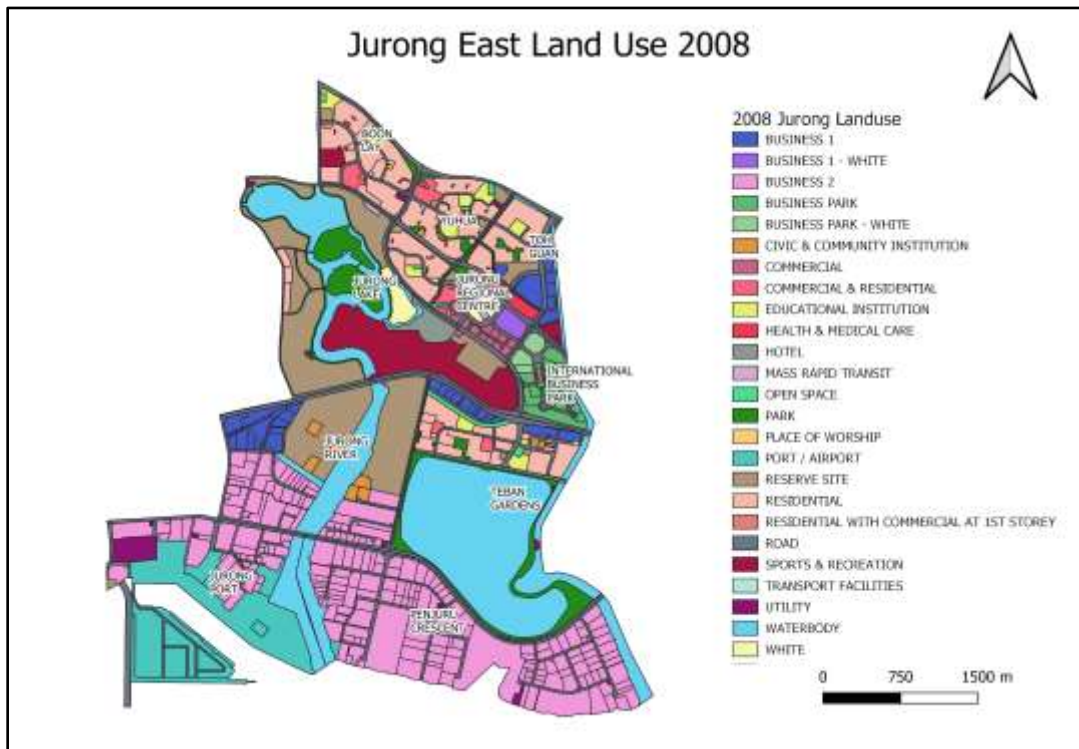 Jurong East Land Use 2008
2008 Jurong Landuse
BUSINESS 1
BUSINESS 1 - WHITE
BUSINESS 2
BUSINESS PARK
BUSINESS PARK - WHITE
CIVIC & COMMUNITY INSTITUTION
COMMERCIAL
COMMERCIAL & RESIDENTIAL
EDUCATIONAL INSTITUTION
HEALTH & MEDICAL CARE
HOTEL
MASS RAPID TRANSIT
OPEN SPACE
PARK
PLACE OF WORSHIP
PORT / AIRPORT
RESERVE SITE
RESIDENTIAL
RESIDENTIAL WITH COMMERCIAL AT 1ST STOREY
ROAD
SPORTS & RECREATION
TRANSPORT FACILITIES
UTILITY
WATERBODY
WHITE
0 750 1500 m
BOON
LAY
YUHUA
TOH
GUAN
JURONG
LAKE
JURONG
REGIONAL
CENTRE
INTERNATIONAL
BUSINESS
PARK
JURONG
RIVER
TEBAN
GARDENS
JURONG
PORT
PENJURU
CRESCENT